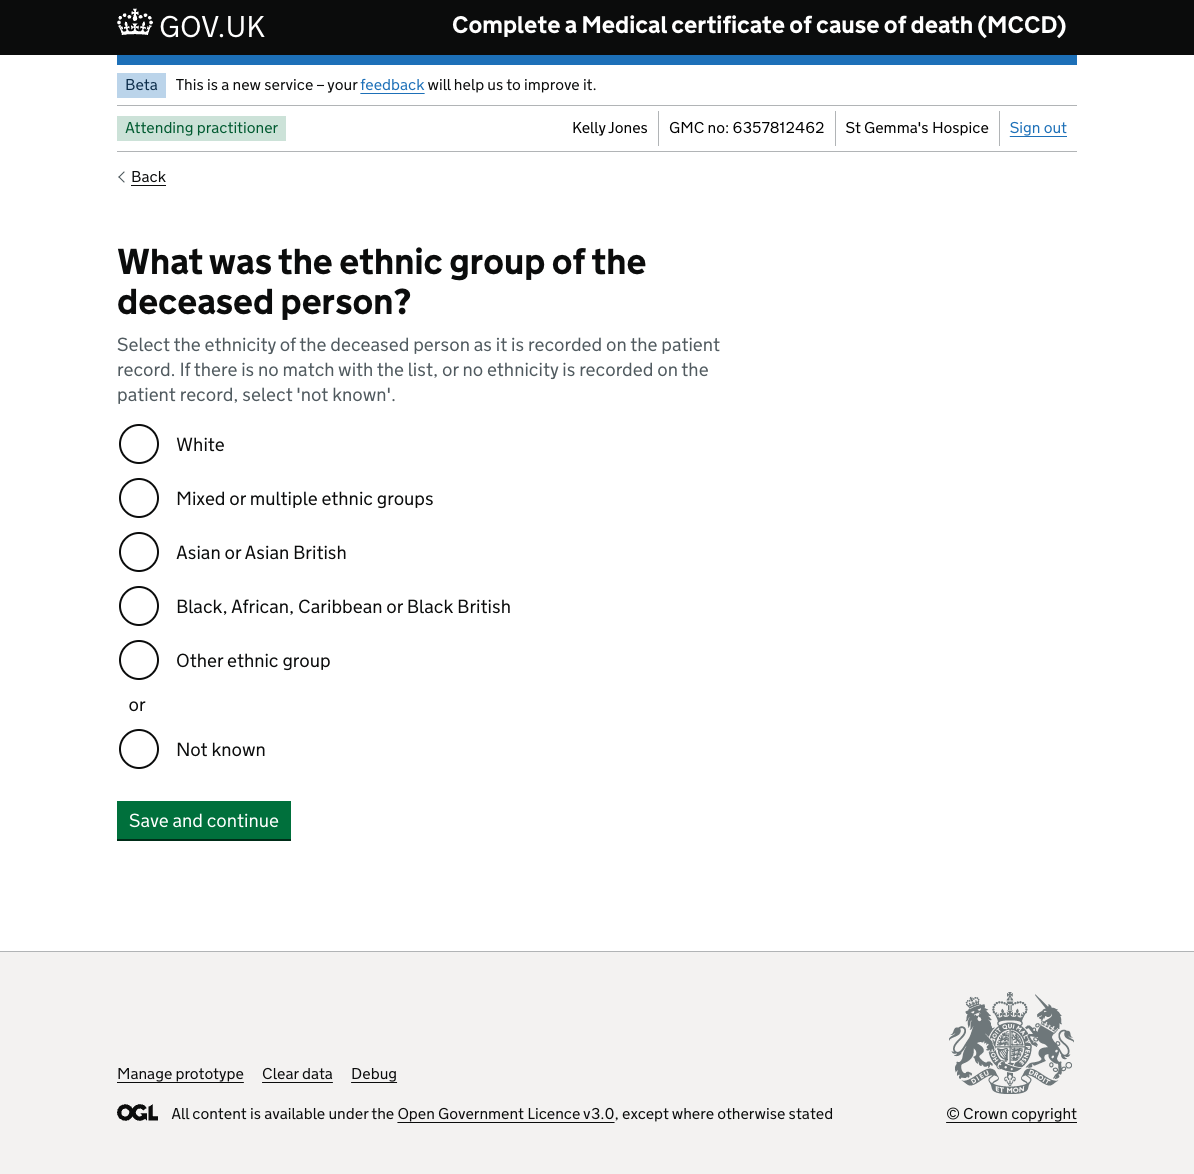 GOV.UK
Complete a Medical certificate of cause of death (MCCD)
Beta This is a new service – your feedback will help us to improve it.
Attending practitioner Kelly Jones GMC no: 6357812462 St Gemma's Hospice Sign out
Back
What was the ethnic group of the
deceased person?
Select the ethnicity of the deceased person as it is recorded on the patient
record. If there is no match with the list, or no ethnicity is recorded on the
patient record, select 'not known'.
White
Mixed or multiple ethnic groups
Asian or Asian British
Black, African, Caribbean or Black British
Other ethnic group
or
Not known
Save and continue
Manage prototype Clear data Debug
OGL All content is available under the Open Government Licence v3.0, except where otherwise stated
DIEU ET MON DROIT
© Crown copyright